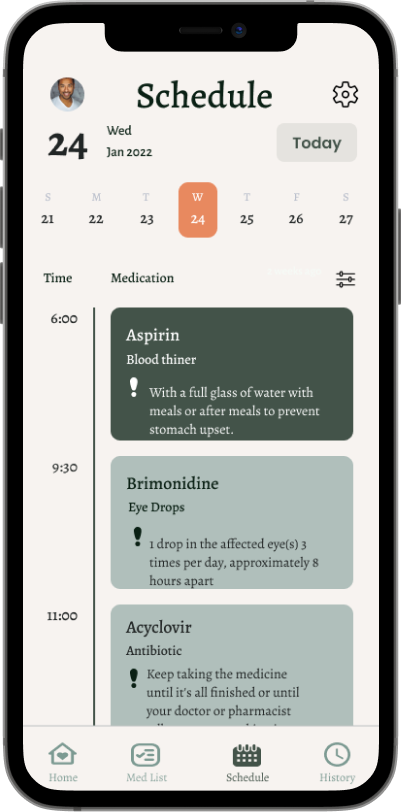 Schedule
24
Wed
Jan 2022
Today
S M T W T F S
21 22 23 24 25 26 27
Time Medication
6:00
Aspirin
Blood thiner
With a full glass of water with
meals or after meals to prevent
stomach upset.
9:30
Brimonidine
Eye Drops
1 drop in the affected eye(s) 3
times per day, approximately 8
hours apart
11:00
Acyclovir
Antibiotic
Keep taking the medicine
until it's all finished or until
your doctor or pharmacist
Home Med List Schedule History